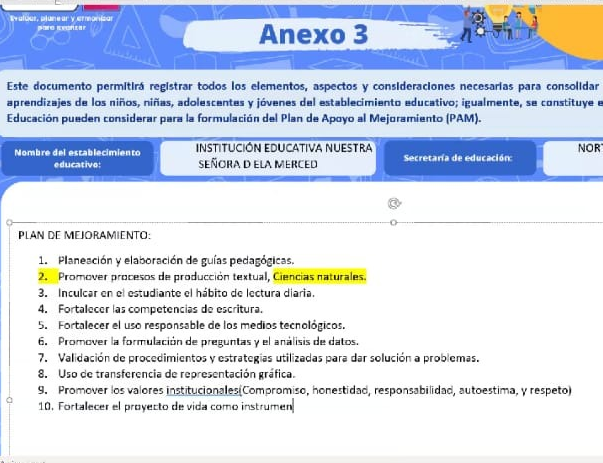 Evaluar, planear y armonizar
para avanzar
Anexo 3
Este documento permitirá registrar todos los elementos, aspectos y consideraciones necesarias para consolidar
aprendizajes de los niños, niñas, adolescentes y jóvenes del establecimiento educativo; igualmente, se constituye e
Educación pueden considerar para la formulación del Plan de Apoyo al Mejoramiento (PAM).
Nombre del establecimiento
educativo:
INSTITUCIÓN EDUCATIVA NUESTRA
SEÑORA D ELA MERCED
Secretaría de educación:
NORT
PLAN DE MEJORAMIENTO:
1. Planeación y elaboración de guías pedagógicas.
2. Promover procesos de producción textual, Ciencias naturales.
3. Inculcar en el estudiante el hábito de lectura diaria.
4. Fortalecer las competencias de escritura.
5. Fortalecer el uso responsable de los medios tecnológicos.
6. Promover la formulación de preguntas y el análisis de datos.
7. Validación de procedimientos y estrategias utilizadas para dar solución a problemas.
8. Uso de transferencia de representación gráfica.
9. Promover los valores institucionales(Compromiso, honestidad, responsabilidad, autoestima, y respeto)
10. Fortalecer el proyecto de vida como instrumen